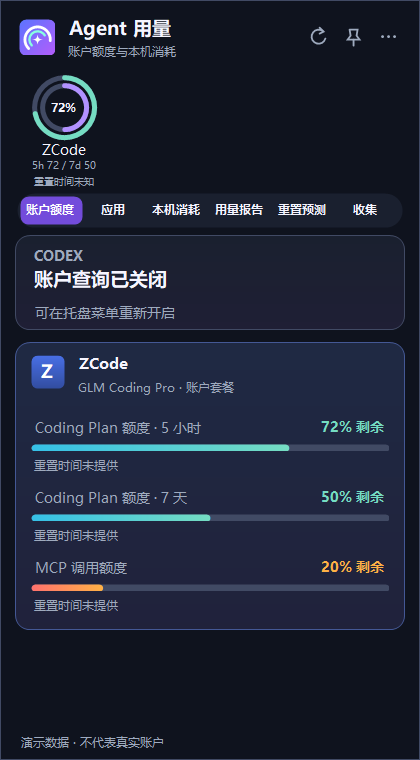 Agent 用量
账户额度与本机消耗
72%
ZCode
5h 72 / 7d 50
重置时间未知
账户额度 应用 本机消耗 用量报告 重置预测 收集
CODEX
账户查询已关闭
可在托盘菜单重新开启
Z
ZCode
GLM Coding Pro · 账户套餐
Coding Plan 额度 · 5 小时 72% 剩余
重置时间未提供
Coding Plan 额度 · 7 天 50% 剩余
重置时间未提供
MCP 调用额度 20% 剩余
重置时间未提供
演示数据 · 不代表真实账户